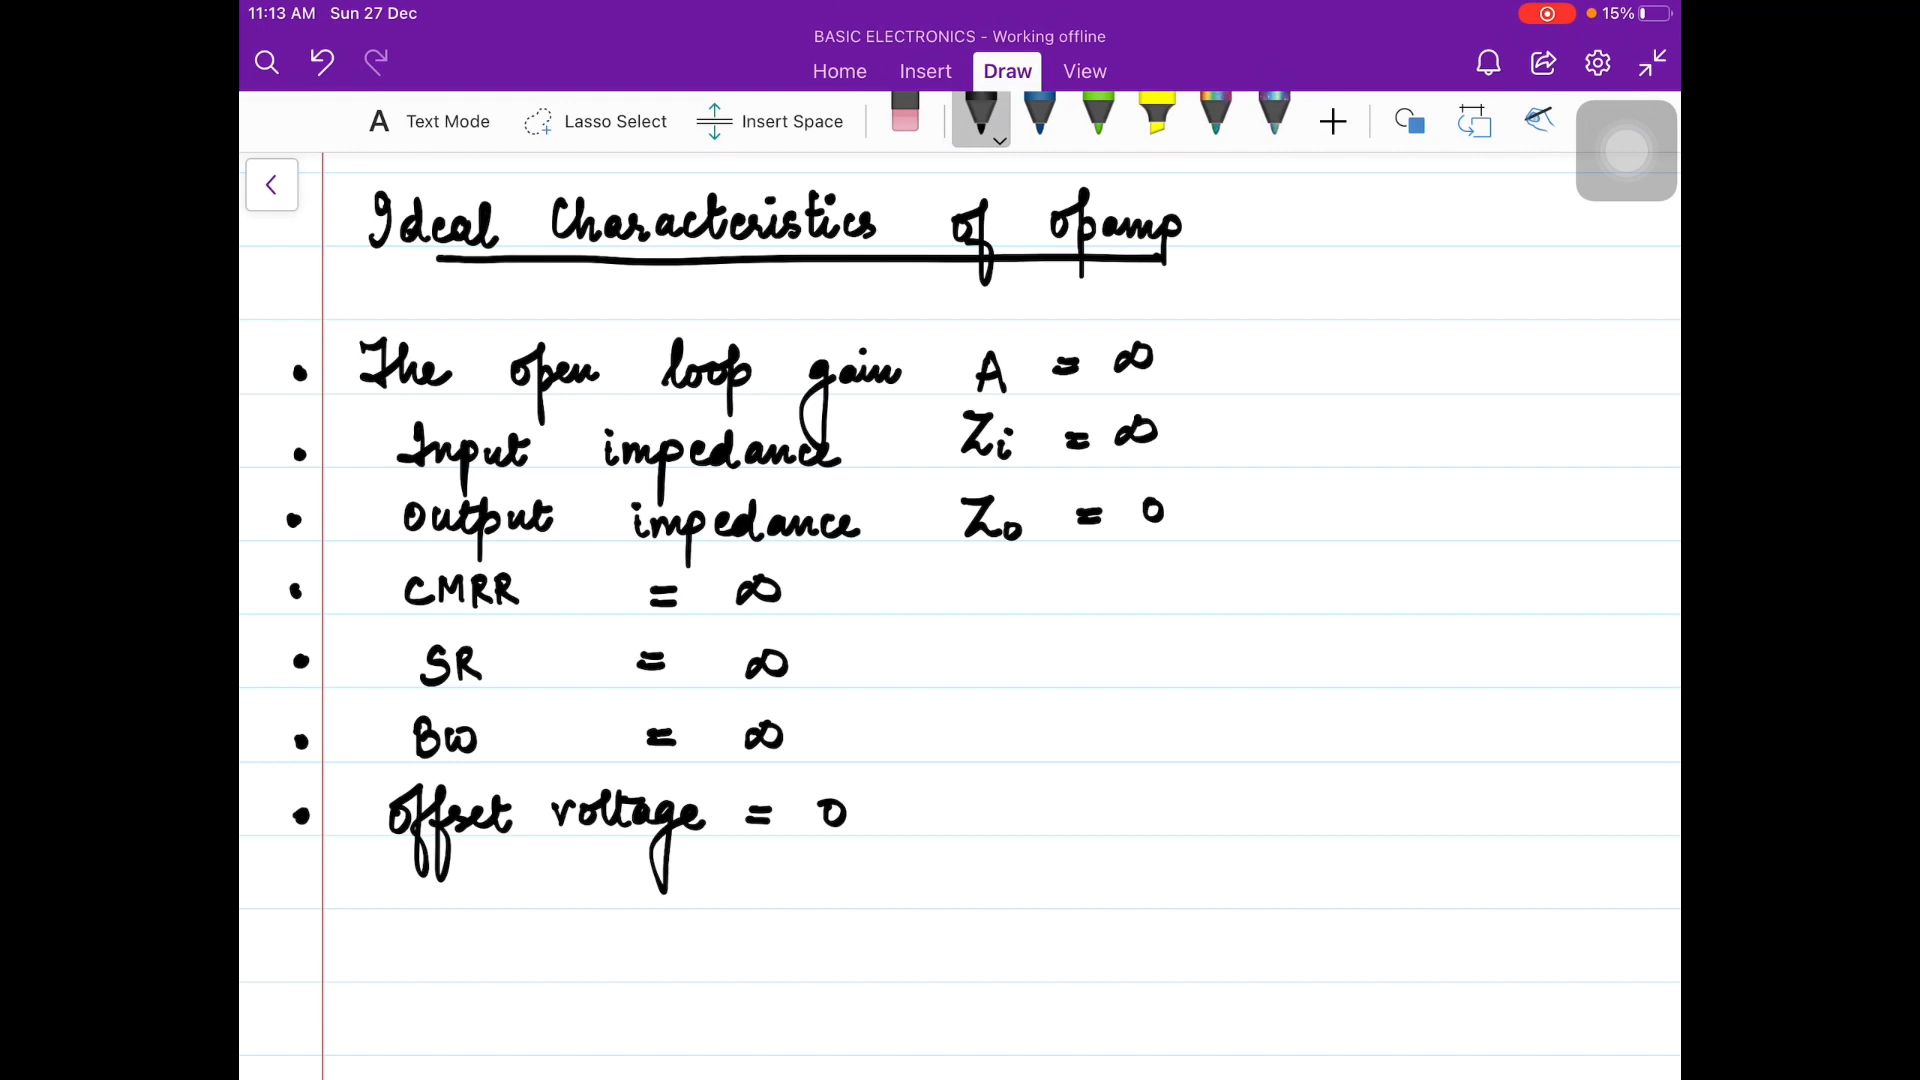 11:13 AM Sun 27 Dec
15%
BASIC ELECTRONICS - Working offline
Home Insert Draw View
A Text Mode Lasso Select Insert Space
Ideal Characteristics of opamp
• The open loop gain A = ∞
• Input impedance Zi = ∞
• Output impedance Zo = 0
• CMRR = ∞
• SR = ∞
• BW = ∞
• Offset voltage = 0